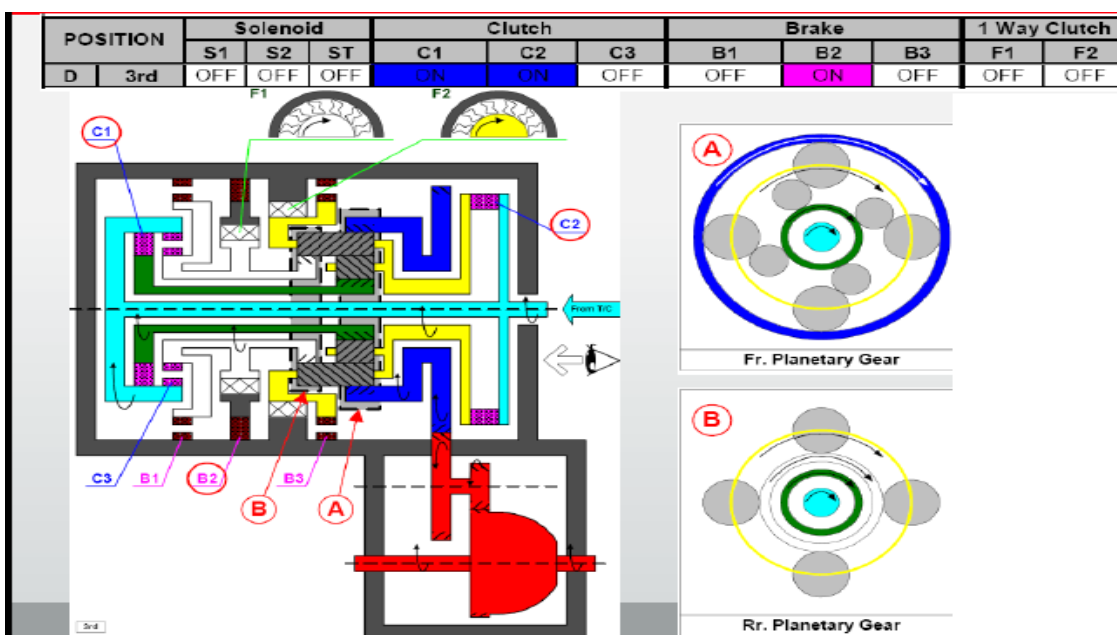 POSITION Solenoid Clutch Brake 1 Way Clutch
S1 S2 ST C1 C2 C3 B1 B2 B3 F1 F2
D 3rd OFF OFF OFF ON ON OFF OFF ON OFF OFF OFF
F1 F2
C1
C2
From T/C
C3 B1 B2 B3
B A
3rd
A
Fr. Planetary Gear
B
Rr. Planetary Gear